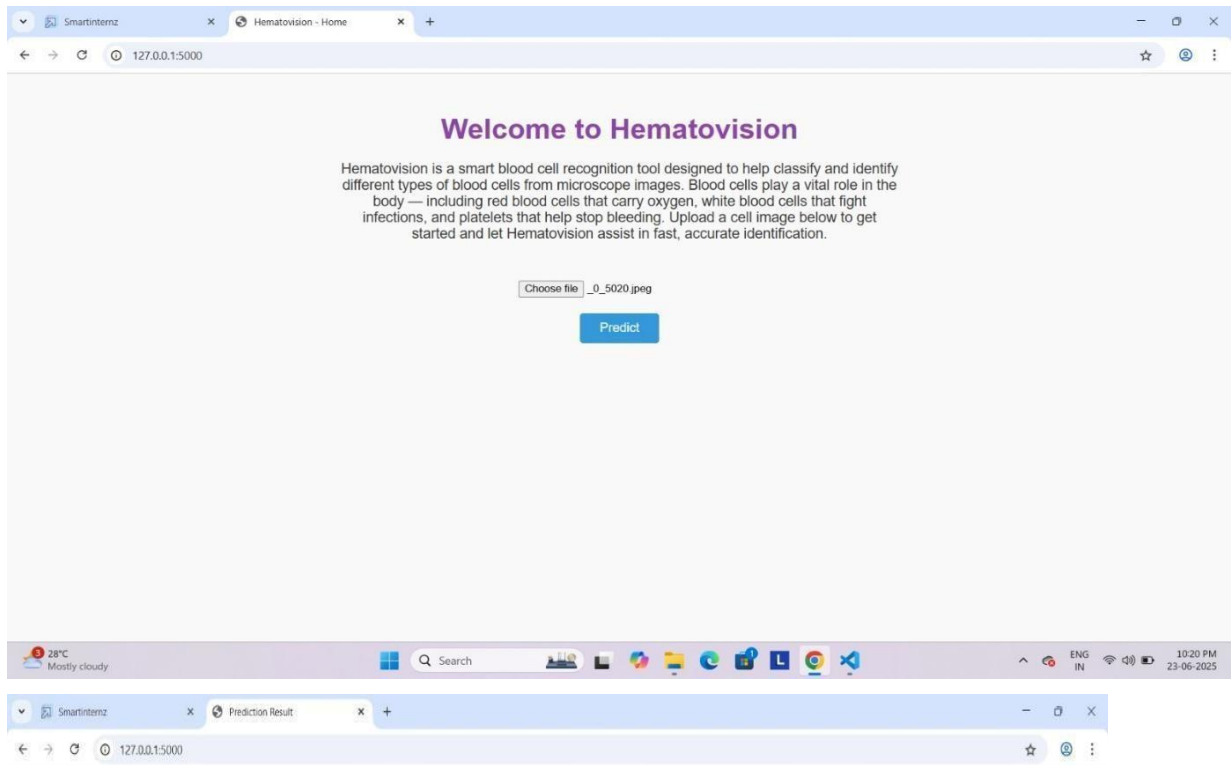 Smartinternz
Hematovision - Home
127.0.0.1:5000
Welcome to Hematovision
Hematovision is a smart blood cell recognition tool designed to help classify and identify
different types of blood cells from microscope images. Blood cells play a vital role in the
body — including red blood cells that carry oxygen, white blood cells that fight
infections, and platelets that help stop bleeding. Upload a cell image below to get
started and let Hematovision assist in fast, accurate identification.
Choose file _0_5020.jpeg
Predict
3
28°C
Mostly cloudy
Search
1
L
ENG
IN
10:20 PM
23-06-2025
Smartinternz
Prediction Result
127.0.0.1:5000